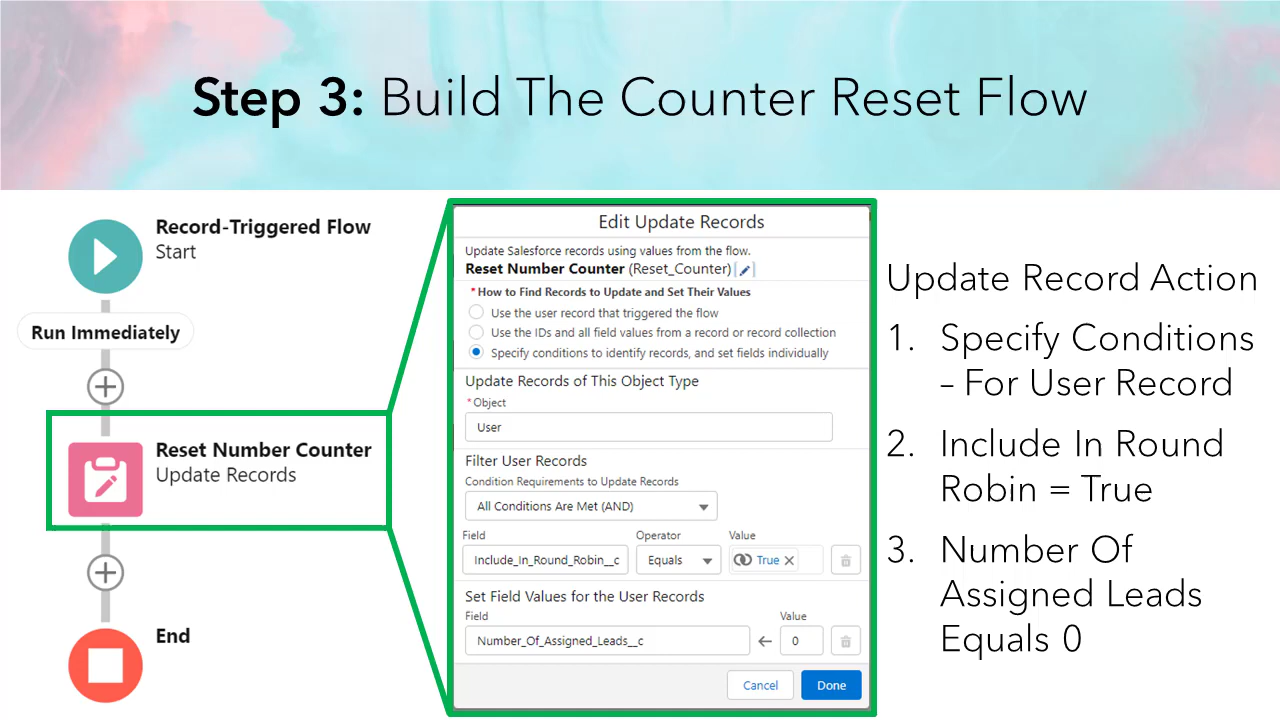 Step 3: Build The Counter Reset Flow
Record-Triggered Flow
Start
Run Immediately
Reset Number Counter
Update Records
End
Edit Update Records
Update Salesforce records using values from the flow.
Reset Number Counter (Reset_Counter)
* How to Find Records to Update and Set Their Values
Use the user record that triggered the flow
Use the IDs and all field values from a record or record collection
Specify conditions to identify records, and set fields individually
Update Records of This Object Type
* Object
User
Filter User Records
Condition Requirements to Update Records
All Conditions Are Met (AND)
Field Operator Value
Include_In_Round_Robin__c Equals True
Set Field Values for the User Records
Field Value
Number_Of_Assigned_Leads__c 0
Cancel Done
Update Record Action
1. Specify Conditions
– For User Record
2. Include In Round
Robin = True
3. Number Of
Assigned Leads
Equals 0